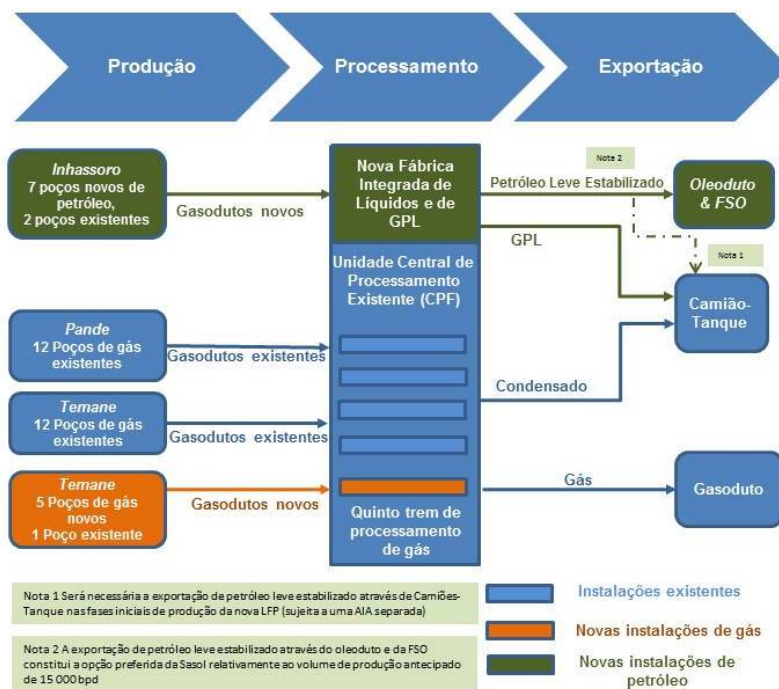 Produção
Processamento
Exportação
Inhassoro
7 poços novos de
petróleo,
2 poços existentes
Gasodutos novos
Nova Fábrica
Integrada de
Líquidos e de
GPL
Nota 2
Petróleo Leve Estabilizado
Oleoduto
& FSO
GPL
Nota 1
Unidade Central de
Processamento
Existente (CPF)
Camião-
Tanque
Pande
12 Poços de gás
existentes
Gasodutos existentes
Condensado
Temane
12 Poços de gás
existentes
Gasodutos existentes
Temane
5 Poços de gás
novos
1 Poço existente
Gasodutos novos
Quinto trem de
processamento
de gás
Gás
Gasoduto
Nota 1 Será necessária a exportação de petróleo leve estabilizado através de Camiões-
Tanque nas fases iniciais de produção da nova LFP (sujeita a uma AIA separada)
Nota 2 A exportação de petróleo leve estabilizado através do oleoduto e da FSO
constitui a opção preferida da Sasol relativamente ao volume de produção antecipado
de 15 000 bpd
Instalações existentes
Novas instalações de gás
Novas instalações de
petróleo